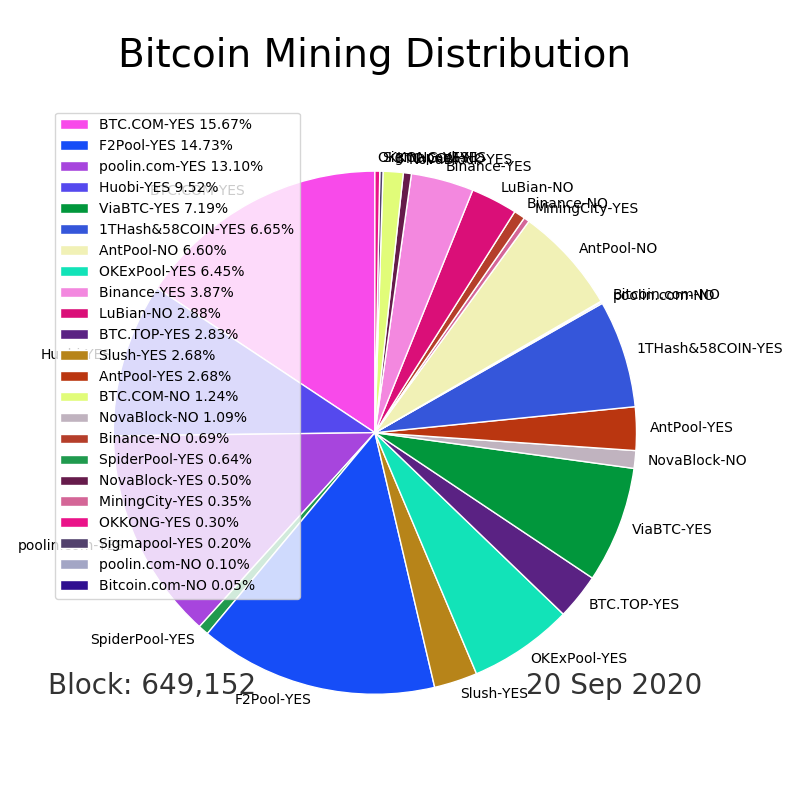 Bitcoin Mining Distribution
BTC.COM-YES 15.67%
F2Pool-YES 14.73%
poolin.com-YES 13.10%
Huobi-YES 9.52%
ViaBTC-YES 7.19%
1THash&58COIN-YES 6.65%
AntPool-NO 6.60%
OKExPool-YES 6.45%
Binance-YES 3.87%
LuBian-NO 2.88%
BTC.TOP-YES 2.83%
Slush-YES 2.68%
AntPool-YES 2.68%
BTC.COM-NO 1.24%
NovaBlock-NO 1.09%
Binance-NO 0.69%
SpiderPool-YES 0.64%
NovaBlock-YES 0.50%
MiningCity-YES 0.35%
OKKONG-YES 0.30%
Sigmapool-YES 0.20%
poolin.com-NO 0.10%
Bitcoin.com-NO 0.05%
Binance-YES
LuBian-NO
Binance-NO
MiningCity-YES
AntPool-NO
Bitcoin.com-NO
poolin.com-NO
1THash&58COIN-YES
AntPool-YES
NovaBlock-NO
ViaBTC-YES
BTC.TOP-YES
OKExPool-YES
Slush-YES
F2Pool-YES
SpiderPool-YES
Block: 649,152
20 Sep 2020